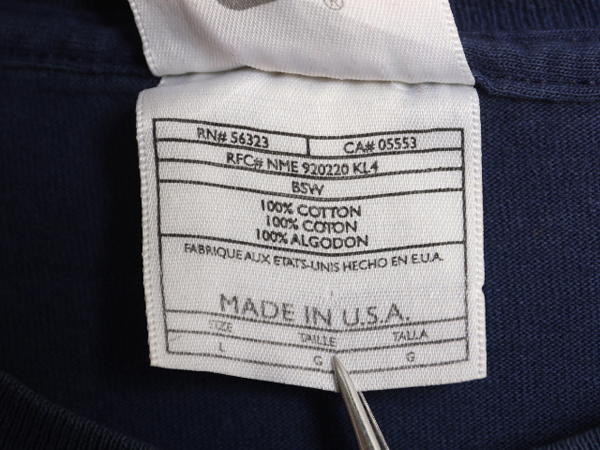 ®
RN# 56323 CA# 05553
RFC# NME 920220 KL4
BSW
100% COTTON
100% COTON
100% ALGODON
FABRIQUE AUX ETATS-UNIS HECHO EN E.U.A.
MADE IN U.S.A.
SIZE TAILLE TALLA
L G G